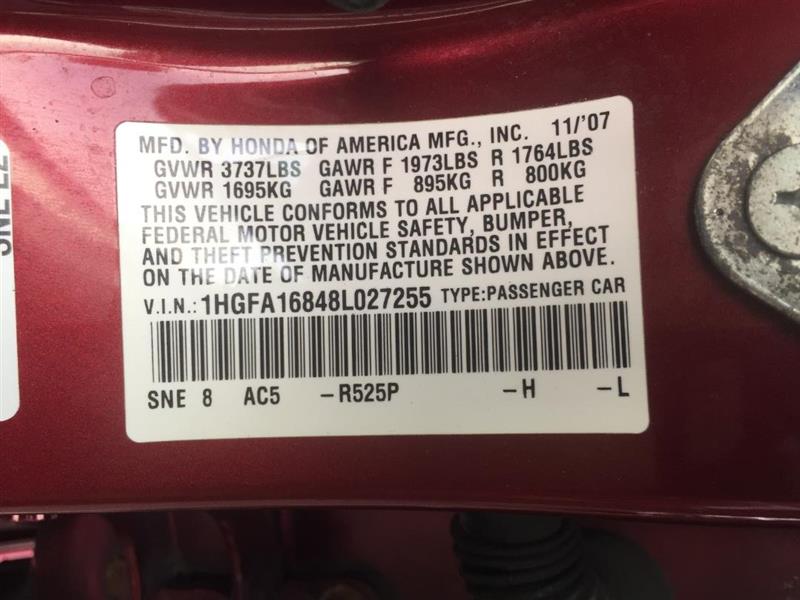 MFD. BY HONDA OF AMERICA MFG., INC. 11/'07
GVWR 3737LBS GAWR F 1973LBS R 1764LBS
GVWR 1695KG GAWR F 895KG R 800KG
THIS VEHICLE CONFORMS TO ALL APPLICABLE
FEDERAL MOTOR VEHICLE SAFETY, BUMPER,
AND THEFT PREVENTION STANDARDS IN EFFECT
ON THE DATE OF MANUFACTURE SHOWN ABOVE.
V.I.N.: 1HGFA16848L027255 TYPE:PASSENGER CAR
SNE 8 AC5 –R525P –H –L